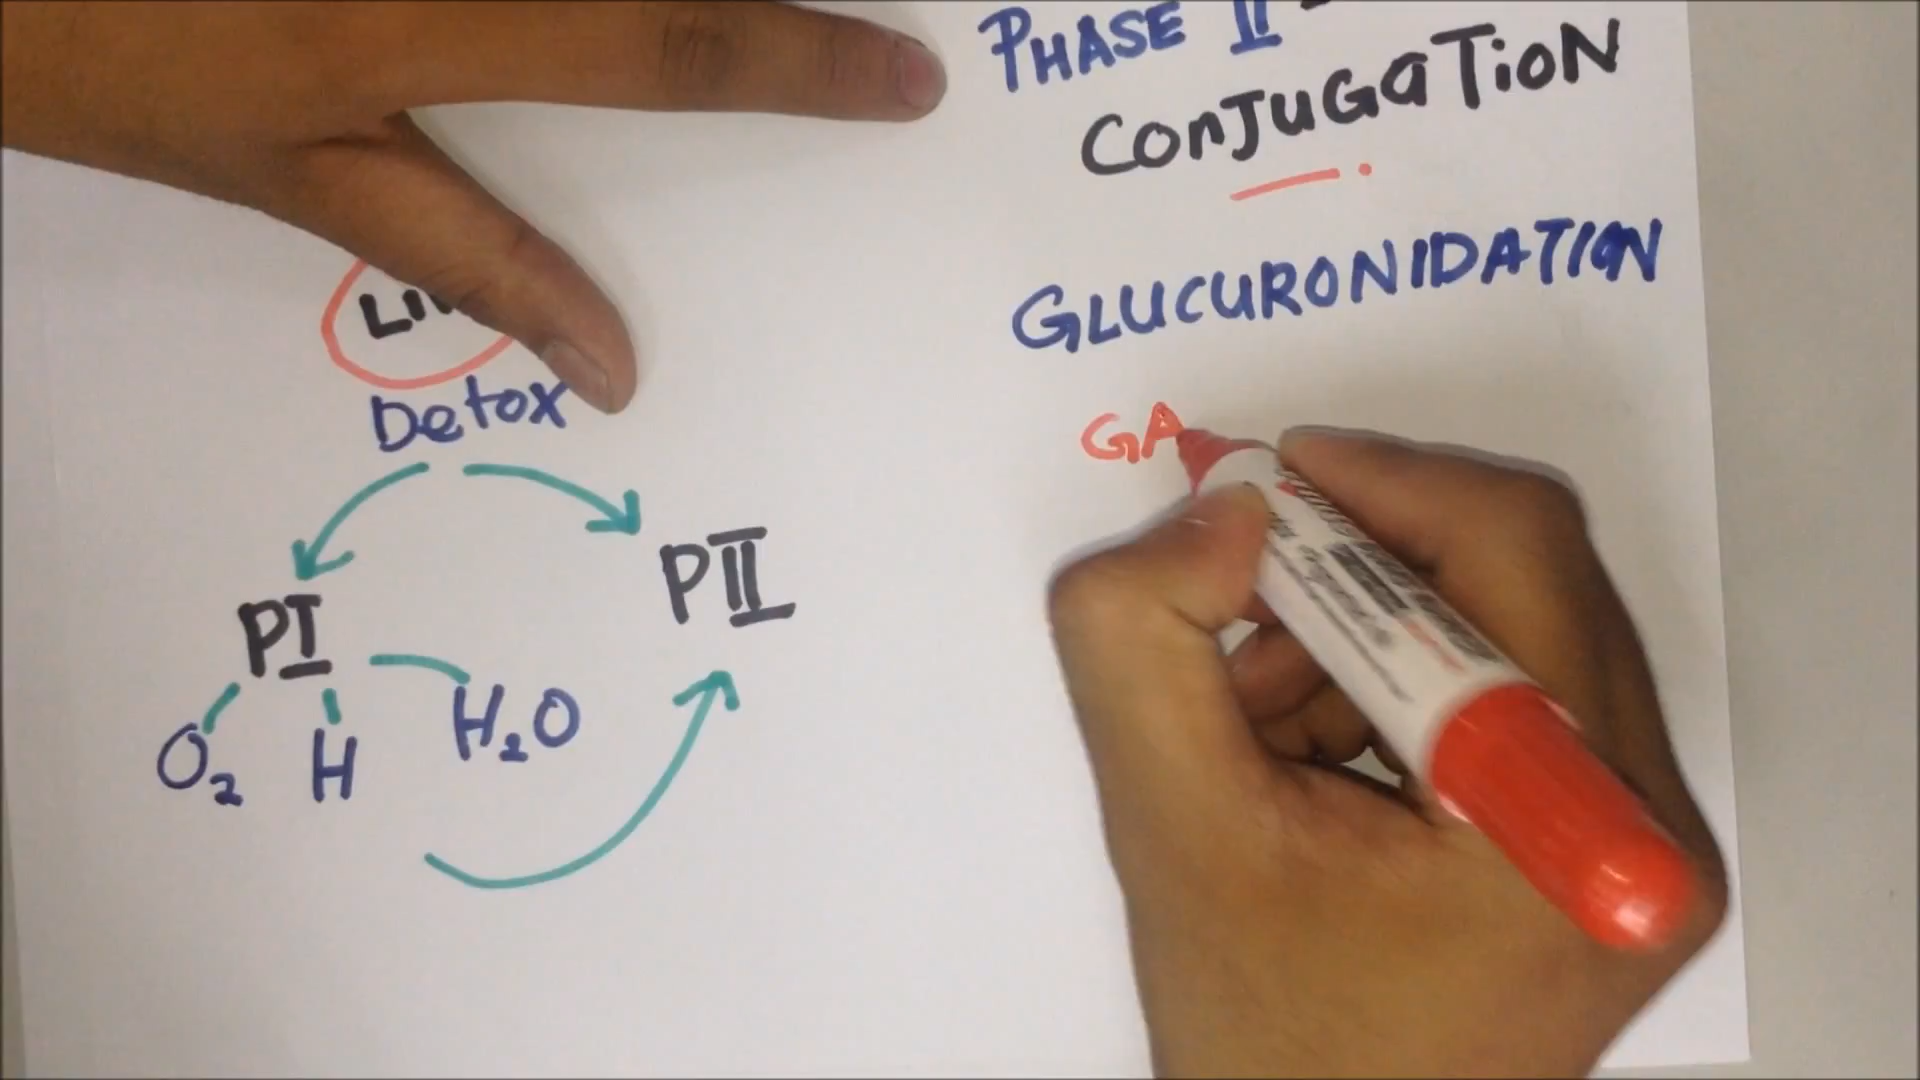 PHASE II -
CONJUGATION
GLUCURONIDATION
GA
Detox
PI
PII
O2
H
H2O